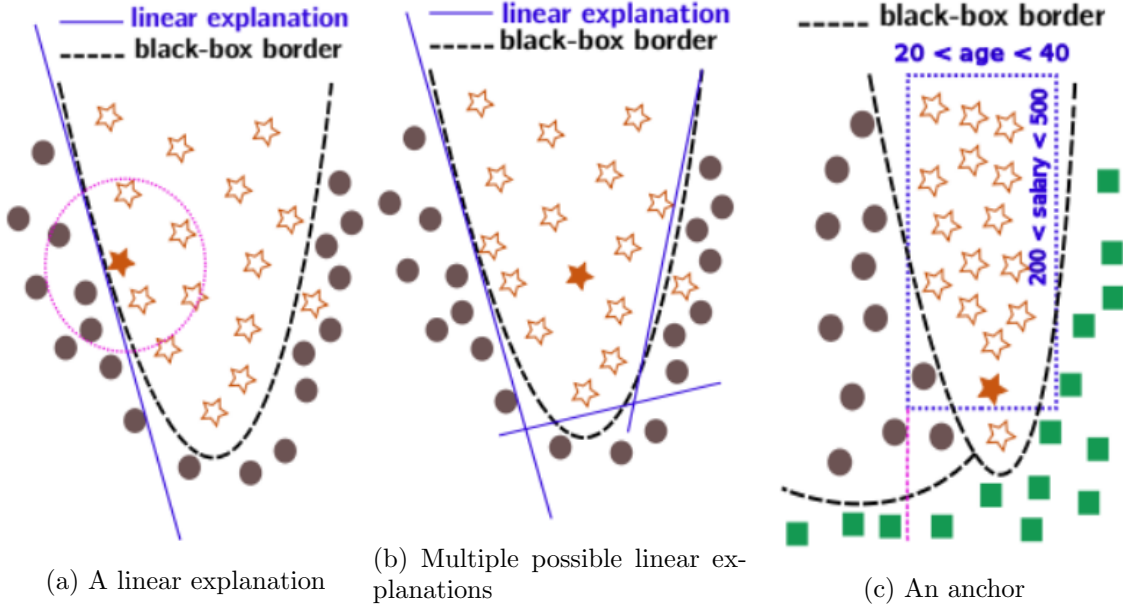 linear explanation
black-box border
linear explanation
black-box border
black-box border
20 < age < 40
200 < salary < 500
(a) A linear explanation
(b) Multiple possible linear ex-
planations
(c) An anchor